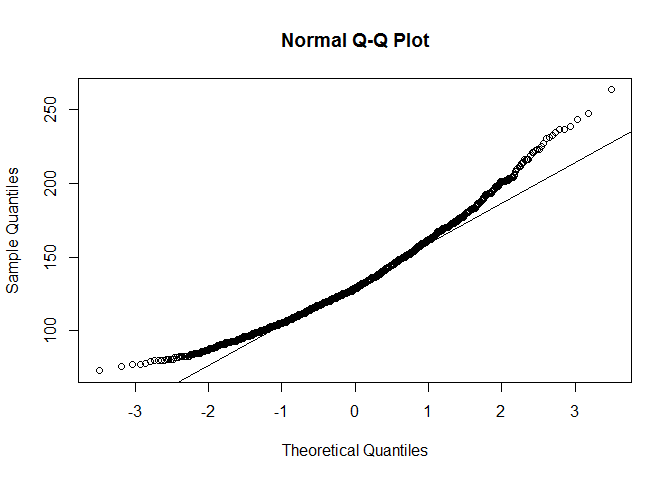 Normal Q-Q Plot
Sample Quantiles
250
200
150
100
-3 -2 -1 0 1 2 3
Theoretical Quantiles